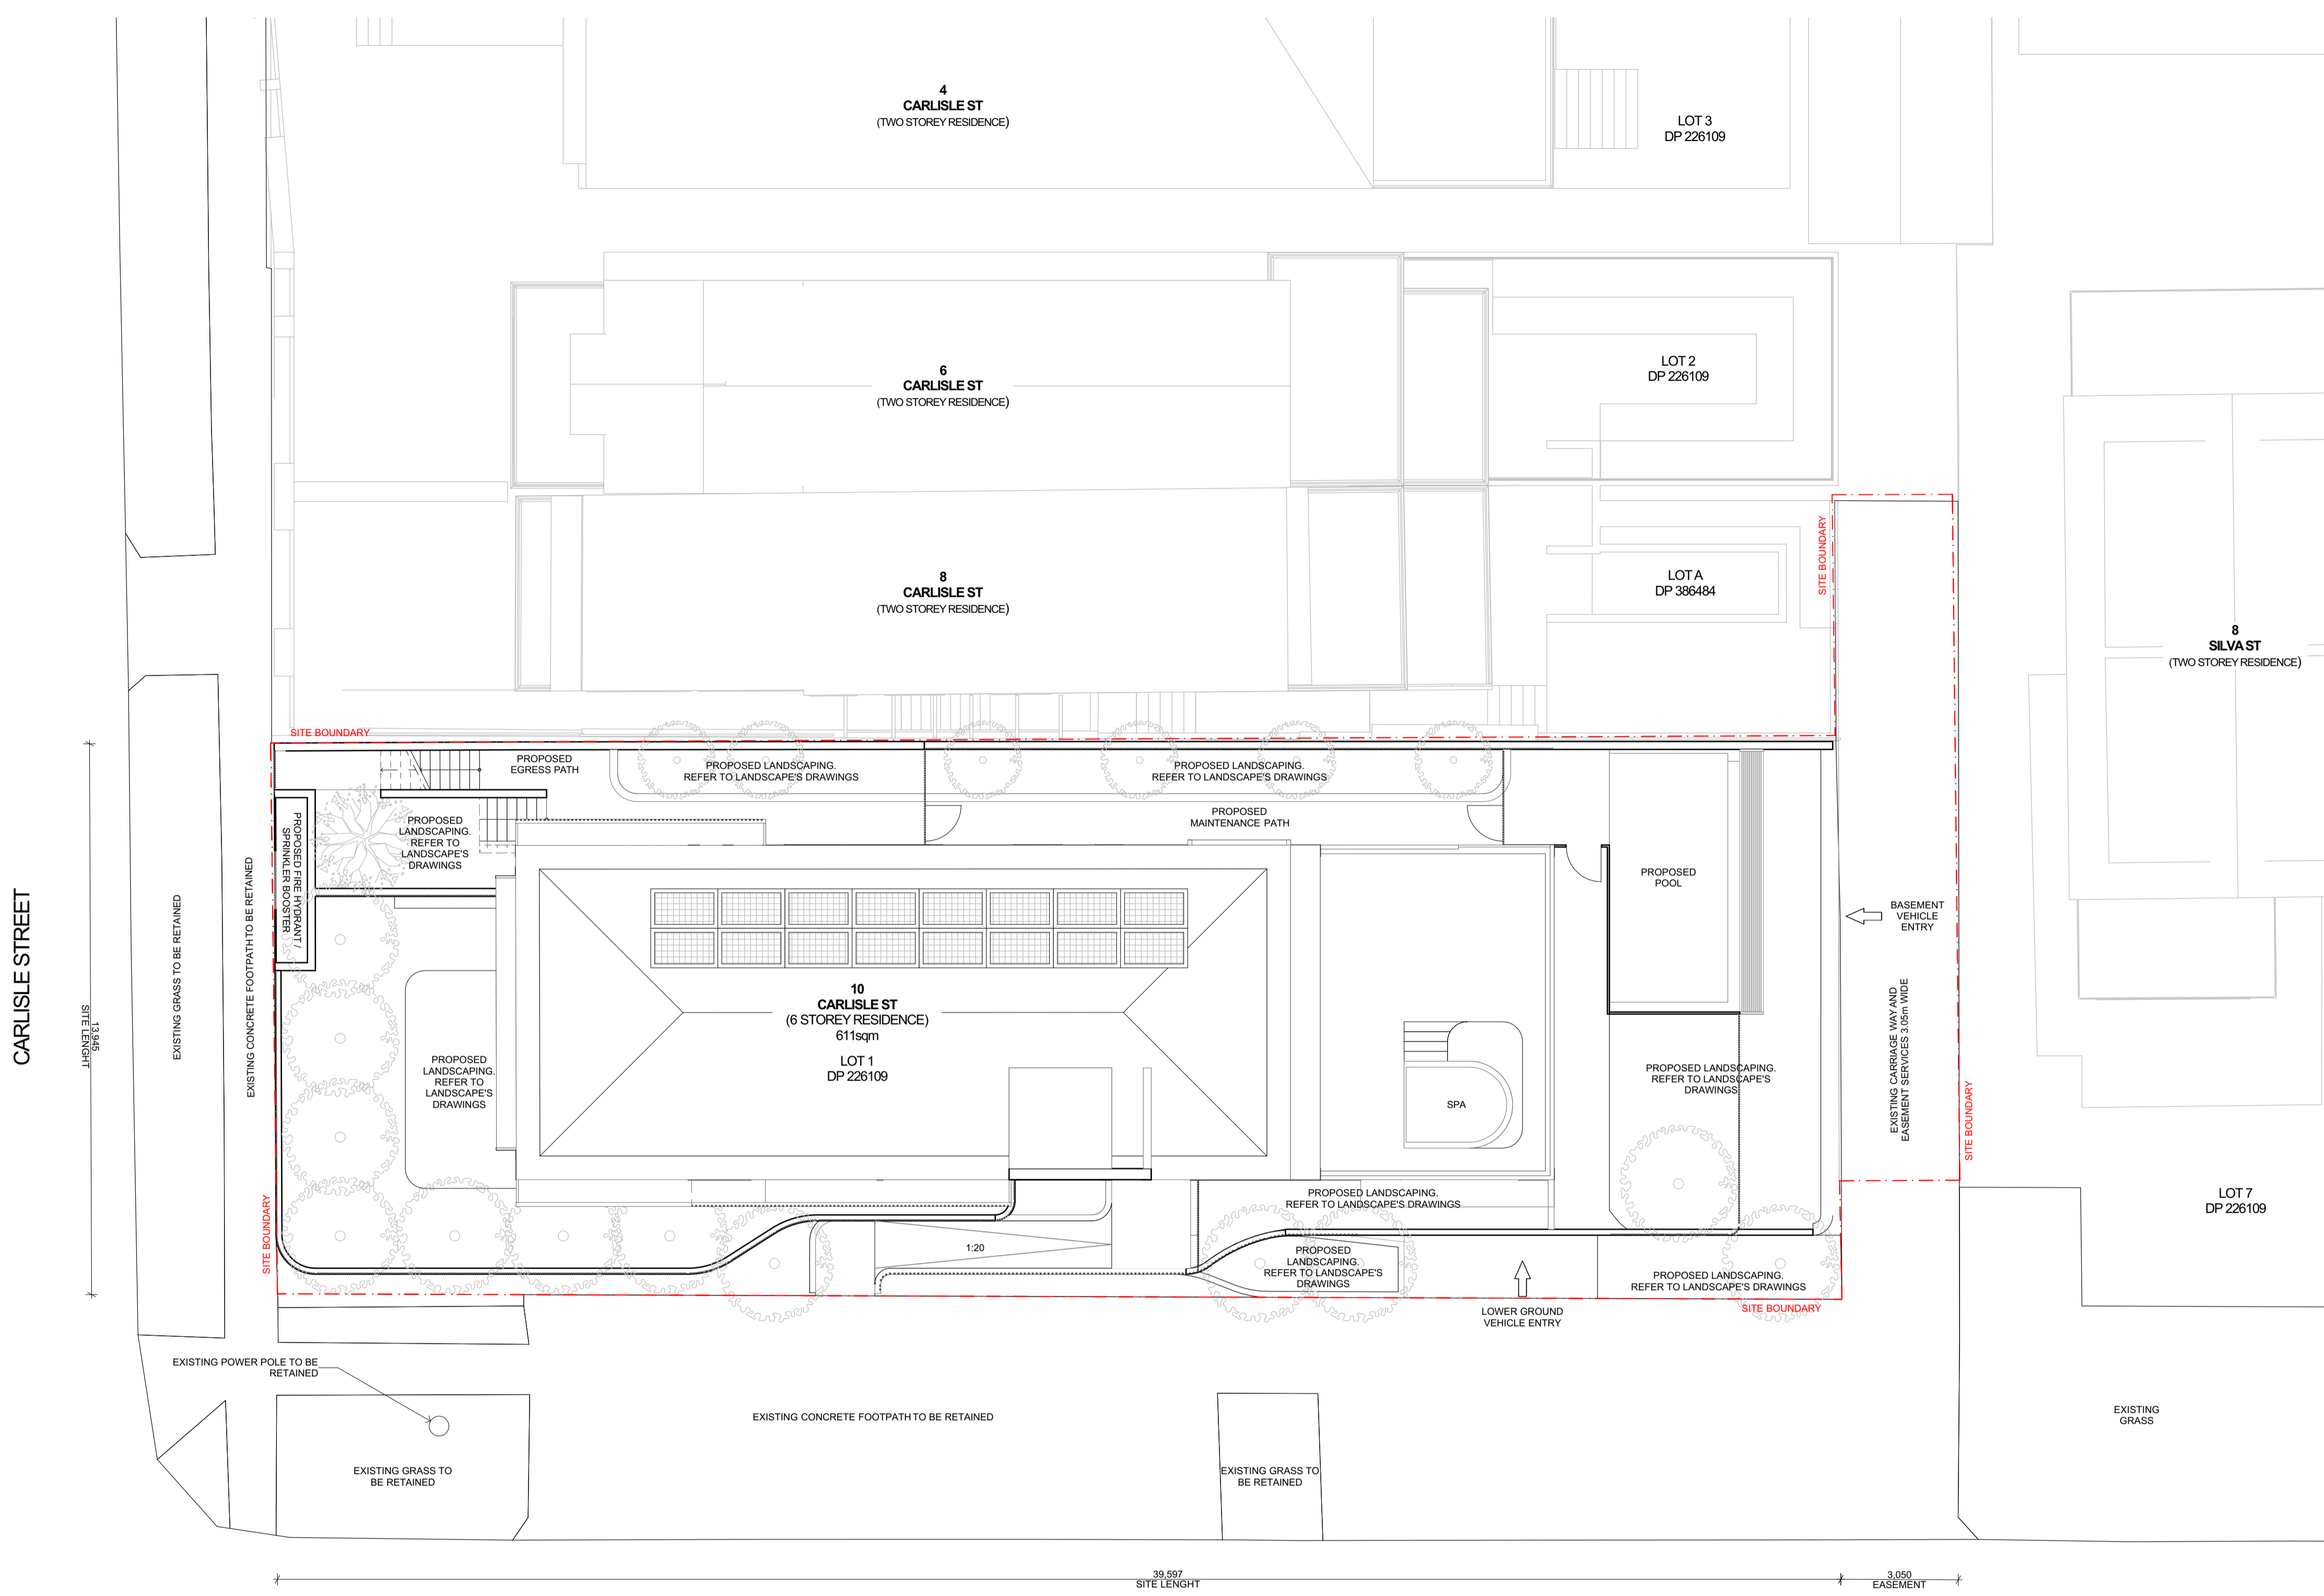 4
CARLISLE ST
(TWO STOREY RESIDENCE)
LOT 3
DP 226109
6
CARLISLE ST
(TWO STOREY RESIDENCE)
LOT 2
DP 226109
8
CARLISLE ST
(TWO STOREY RESIDENCE)
LOT A
DP 386484
SITE BOUNDARY
8
SILVA ST
(TWO STOREY RESIDENCE)
SITE BOUNDARY
PROPOSED
EGRESS PATH
PROPOSED LANDSCAPING.
REFER TO LANDSCAPE'S DRAWINGS
PROPOSED LANDSCAPING.
REFER TO LANDSCAPE'S DRAWINGS
PROPOSED
MAINTENANCE PATH
PROPOSED
LANDSCAPING.
REFER TO
LANDSCAPE'S
DRAWINGS
PROPOSED FIRE HYDRANT /
SPRINKLER BOOSTER
PROPOSED
POOL
BASEMENT
VEHICLE
ENTRY
CARLISLE STREET
13,945
SITE LENGHT
EXISTING GRASS TO BE RETAINED
EXISTING CONCRETE FOOTPATH TO BE RETAINED
10
CARLISLE ST
(6 STOREY RESIDENCE)
611sqm
LOT 1
DP 226109
PROPOSED
LANDSCAPING.
REFER TO
LANDSCAPE'S
DRAWINGS
SPA
PROPOSED LANDSCAPING.
REFER TO LANDSCAPE'S
DRAWINGS
EXISTING CARRIAGE WAY AND
EASEMENT SERVICES 3.05m WIDE
SITE BOUNDARY
SITE BOUNDARY
PROPOSED LANDSCAPING.
REFER TO LANDSCAPE'S DRAWINGS
LOT 7
DP 226109
1:20
PROPOSED
LANDSCAPING.
REFER TO LANDSCAPE'S
DRAWINGS
PROPOSED LANDSCAPING.
REFER TO LANDSCAPE'S DRAWINGS
SITE BOUNDARY
LOWER GROUND
VEHICLE ENTRY
EXISTING POWER POLE TO BE
RETAINED
EXISTING CONCRETE FOOTPATH TO BE RETAINED
EXISTING
GRASS
EXISTING GRASS TO
BE RETAINED
EXISTING GRASS TO
BE RETAINED
39,597
SITE LENGHT
3,050
EASEMENT